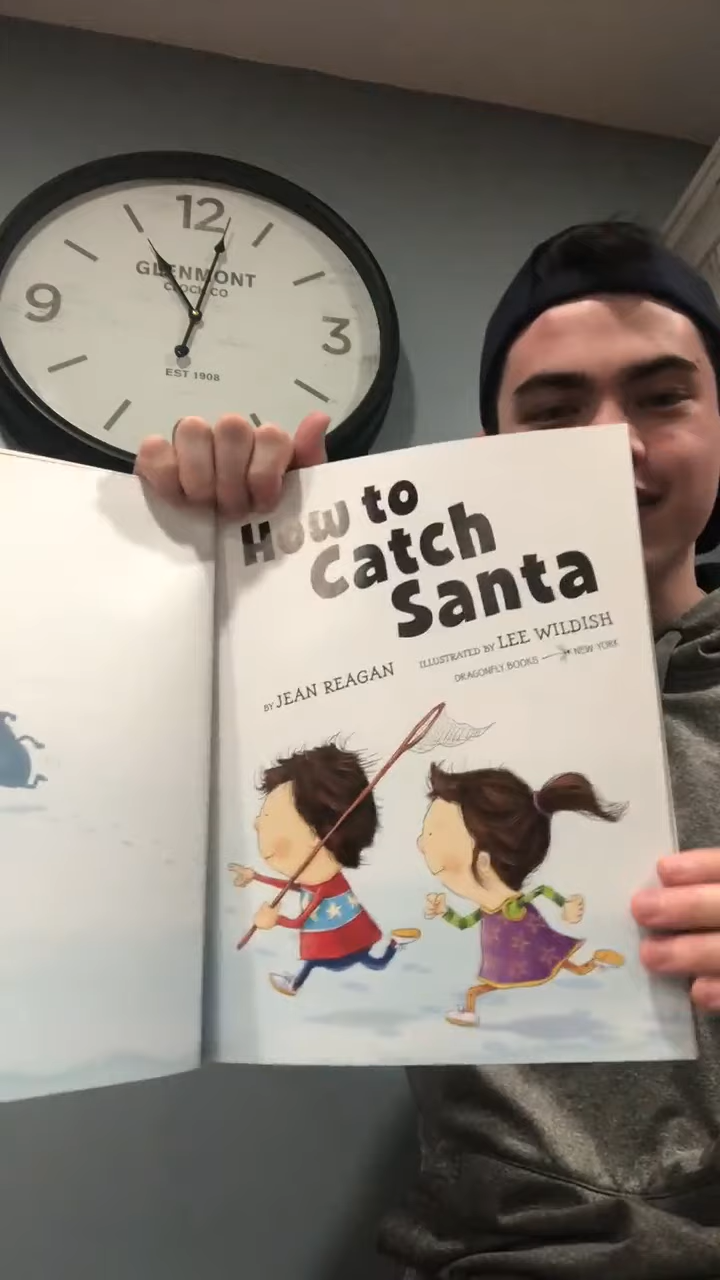 12
GLENMONT
CLOCK CO
9
3
EST 1908
How to
Catch
Santa
BY JEAN REAGAN
ILLUSTRATED BY LEE WILDISH
DRAGONFLY BOOKS NEW YORK